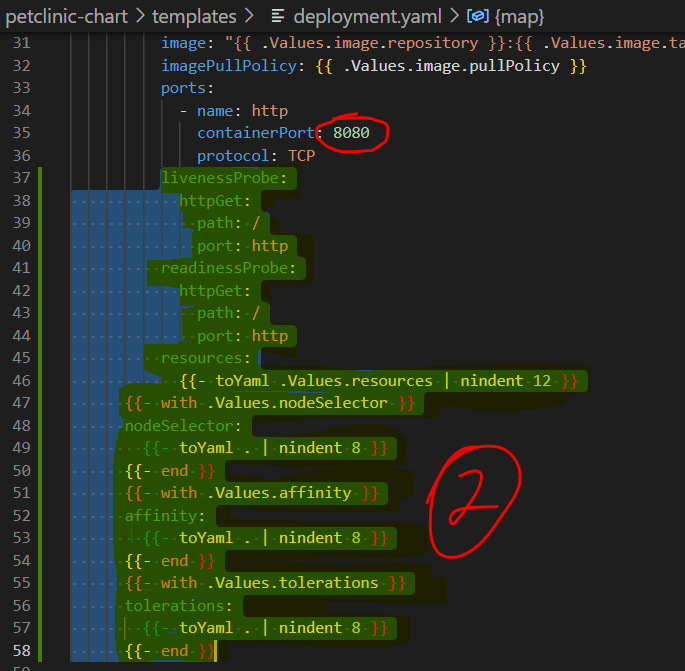 petclinic-chart > templates > deployment.yaml > {map}
31 image: "{{ .Values.image.repository }}:{{ .Values.image.ta
32 imagePullPolicy: {{ .Values.image.pullPolicy }}
33 ports:
34 - name: http
35 containerPort: 8080
36 protocol: TCP
37 livenessProbe:
38 httpGet:
39 path: /
40 port: http
41 readinessProbe:
42 httpGet:
43 path: /
44 port: http
45 resources:
46 {{- toYaml .Values.resources | nindent 12 }}
47 {{- with .Values.nodeSelector }}
48 nodeSelector:
49 {{- toYaml . | nindent 8 }}
50 {{- end }}
51 {{- with .Values.affinity }}
52 affinity:
53 {{- toYaml . | nindent 8 }}
54 {{- end }}
55 {{- with .Values.tolerations }}
56 tolerations:
57 {{- toYaml . | nindent 8 }}
58 {{- end }}
2